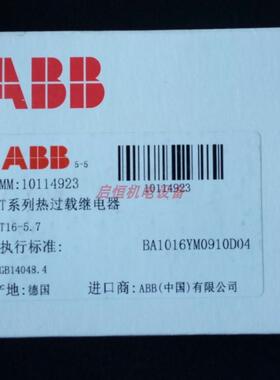 ABB
ABB 5-5
MM:10114923
10114923
启恒机电设备
T系列热过载继电器
T16-5.7
执行标准:
BA1016YM0910D04
GB14048.4
产地: 德国
进口商: ABB(中国)有限公司